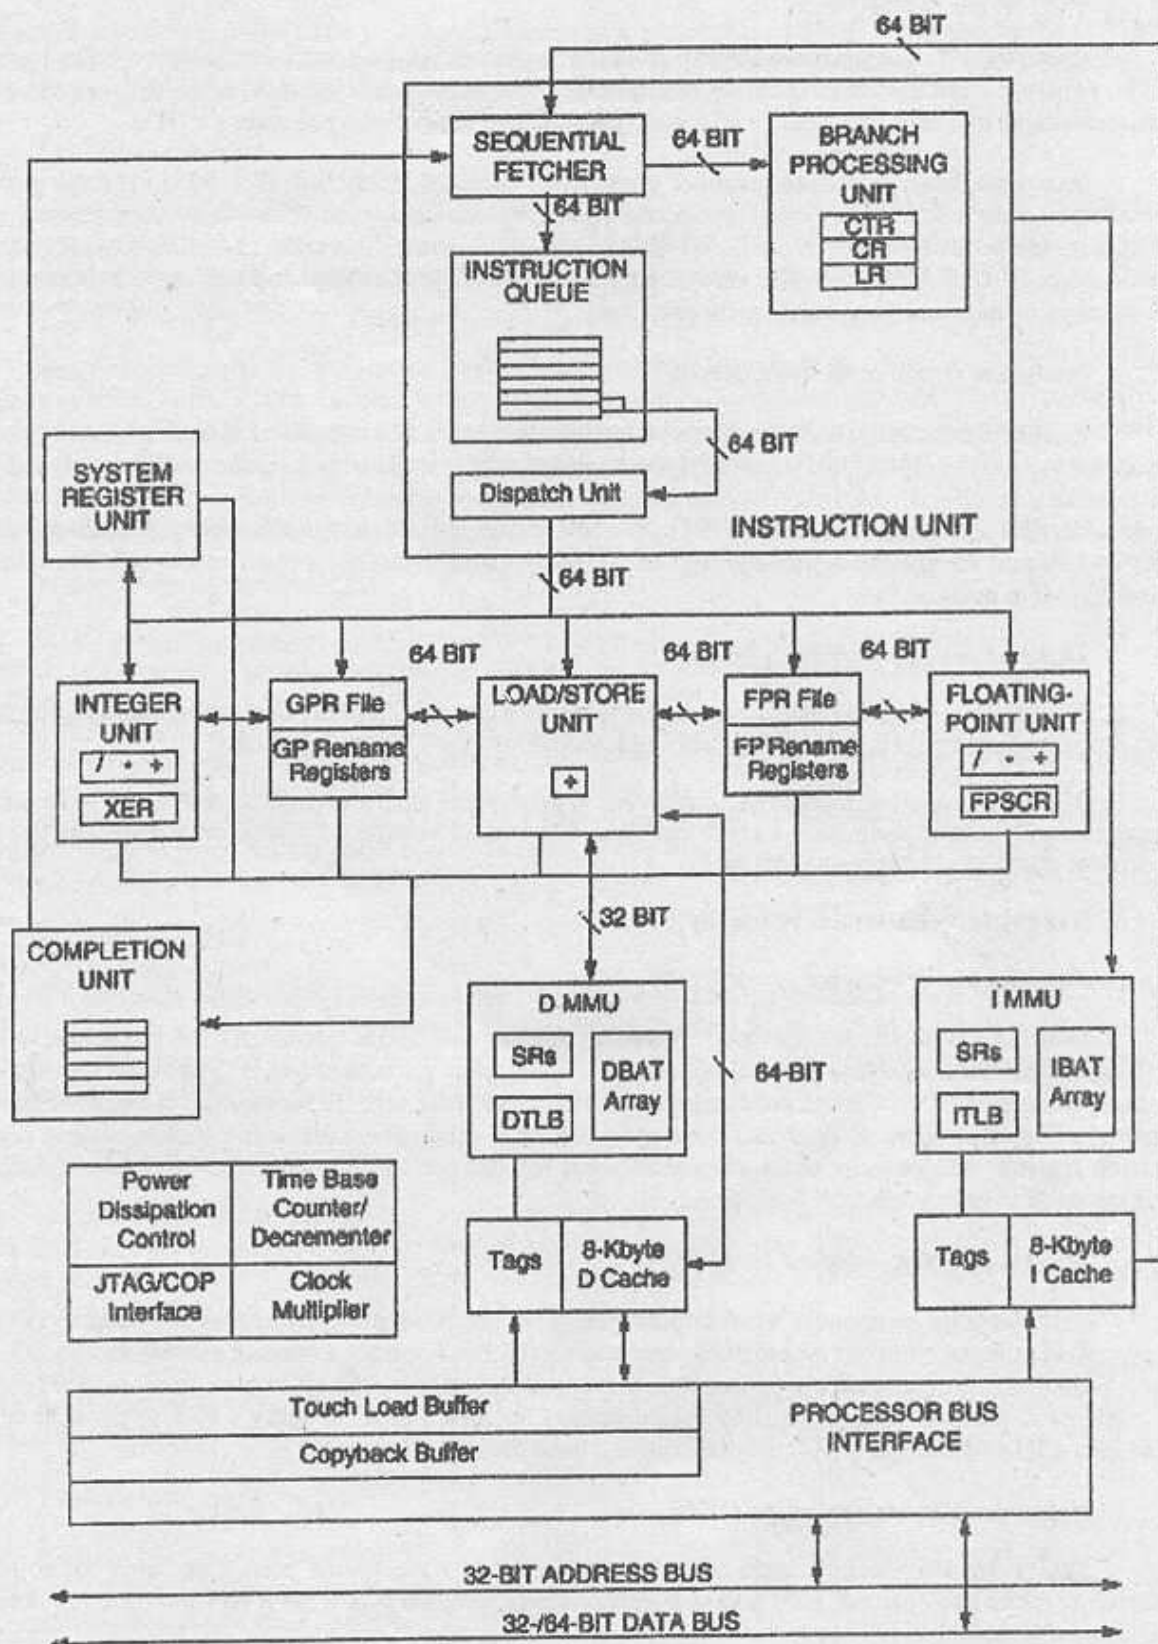 64 BIT
SEQUENTIAL
FETCHER
64 BIT
BRANCH
PROCESSING
UNIT
CTR
CR
LR
64 BIT
INSTRUCTION
QUEUE
64 BIT
Dispatch Unit
INSTRUCTION UNIT
SYSTEM
REGISTER
UNIT
64 BIT
64 BIT
64 BIT
64 BIT
INTEGER
UNIT
/ * +
XER
GPR File
GP Rename
Registers
LOAD/STORE
UNIT
+
FPR File
FP Rename
Registers
FLOATING-
POINT UNIT
/ * +
FPSCR
32 BIT
COMPLETION
UNIT
D MMU
SRs
DBAT
Array
DTLB
64-BIT
I MMU
SRs
IBAT
Array
ITLB
Power
Dissipation
Control
Time Base
Counter/
Decrementer
JTAG/COP
Interface
Clock
Multiplier
Tags
8-Kbyte
D Cache
Tags
8-Kbyte
I Cache
Touch Load Buffer
Copyback Buffer
PROCESSOR BUS
INTERFACE
32-BIT ADDRESS BUS
32-/64-BIT DATA BUS